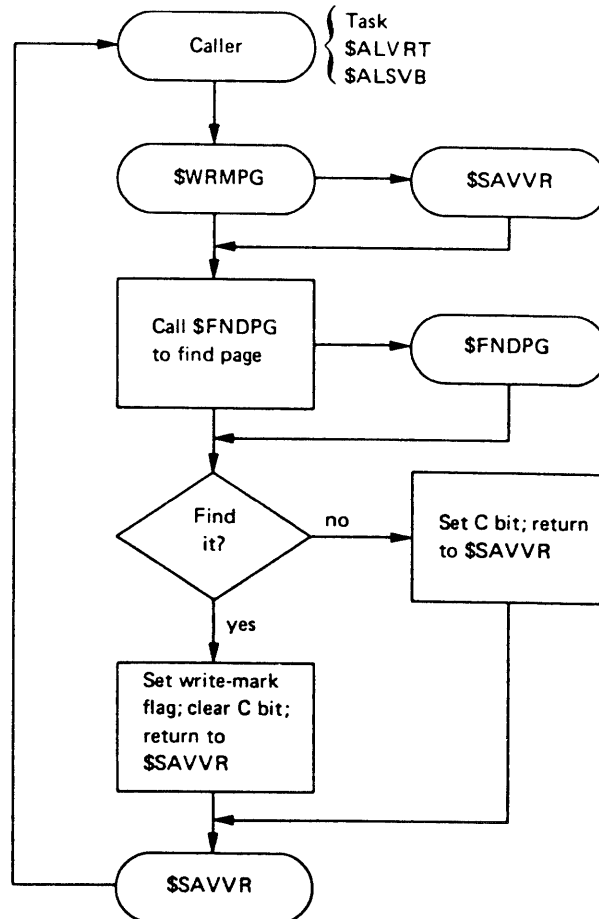 Caller
Task
$ALVRT
$ALSVB
$WRMPG
$SAVVR
Call $FNDPG
to find page
$FNDPG
Find
it?
no
Set C bit; return
to $SAVVR
yes
Set write-mark
flag; clear C bit;
return to
$SAVVR
$SAVVR